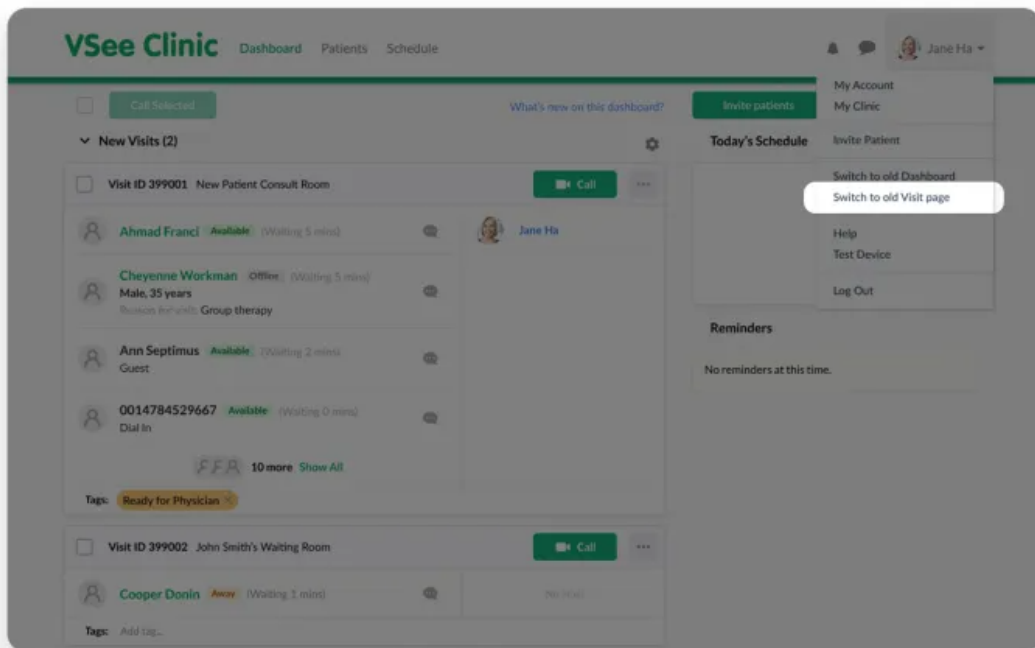 VSee Clinic Dashboard Patients Schedule Jane Ha
Call Selected What's new on this dashboard? Invite patients
My Account
My Clinic
Invite Patient
Switch to old Dashboard
Switch to old Visit page
Help
Test Device
Log Out
New Visits (2)
Visit ID 399001 New Patient Consult Room Call
Ahmad Franci Available (Waiting 5 mins)
Jane Ha
Cheyenne Workman Offline (Waiting 5 mins)
Male, 35 years
Reason for visit: Group therapy
Ann Septimus Available (Waiting 2 mins)
Guest
0014784529667 Available (Waiting 0 mins)
Dial In
10 more Show All
Tags: Ready for Physician ×
Visit ID 399002 John Smith's Waiting Room Call
Cooper Donin Away (Waiting 1 mins)
Tags: Add tag...
Today's Schedule
Reminders
No reminders at this time.